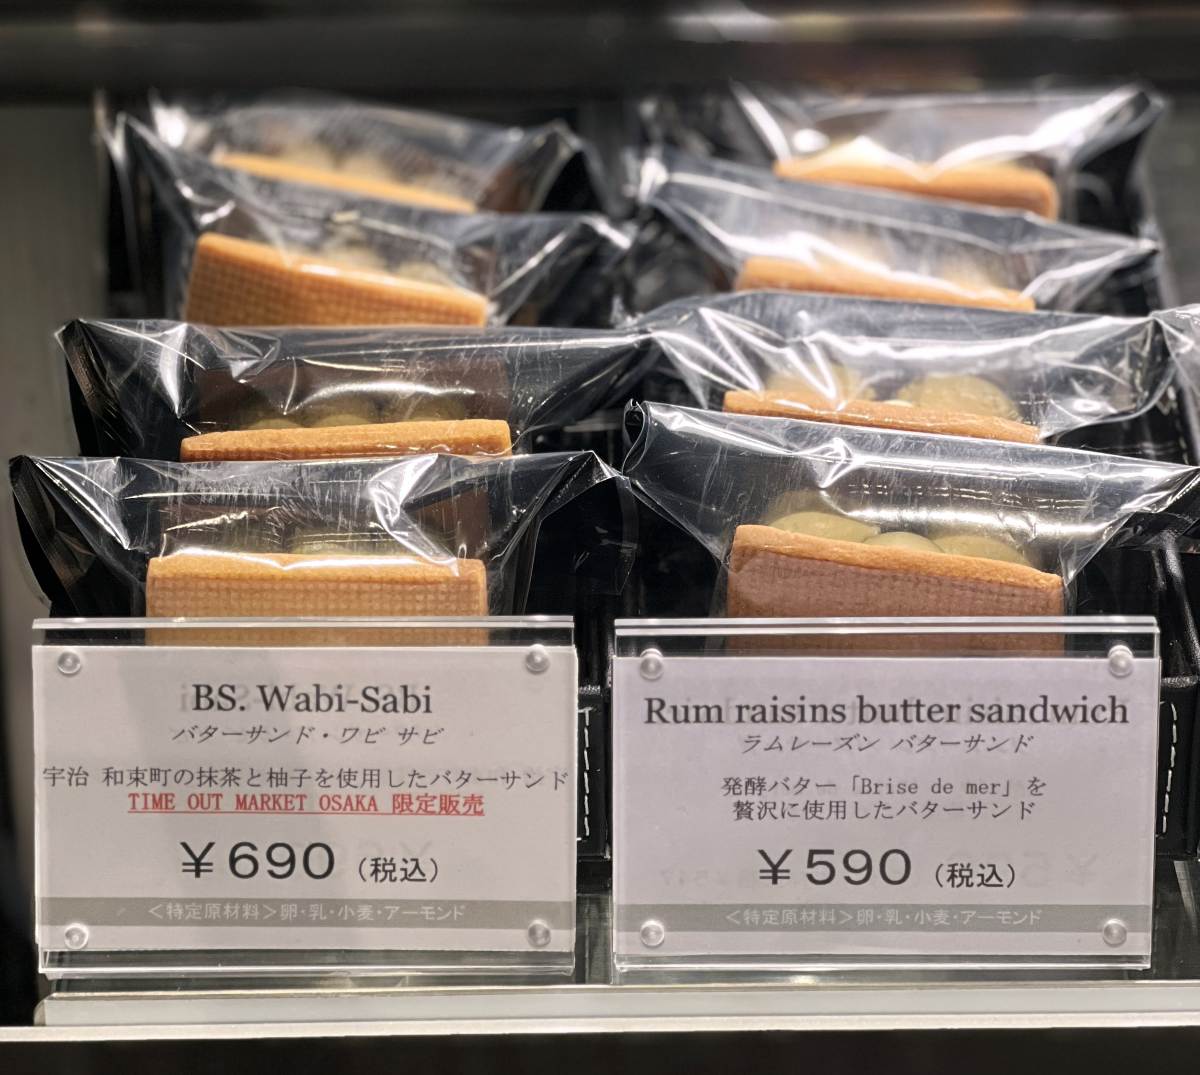 BS. Wabi-Sabi
バターサンド・ワビ サビ
宇治 和束町の抹茶と柚子を使用したバターサンド
TIME OUT MARKET OSAKA 限定販売
¥690 (税込)
<特定原材料>卵・乳・小麦・アーモンド
Rum raisins butter sandwich
ラムレーズン バターサンド
発酵バター「Brise de mer」を
贅沢に使用したバターサンド
¥590 (税込)
<特定原材料>卵・乳・小麦・アーモンド